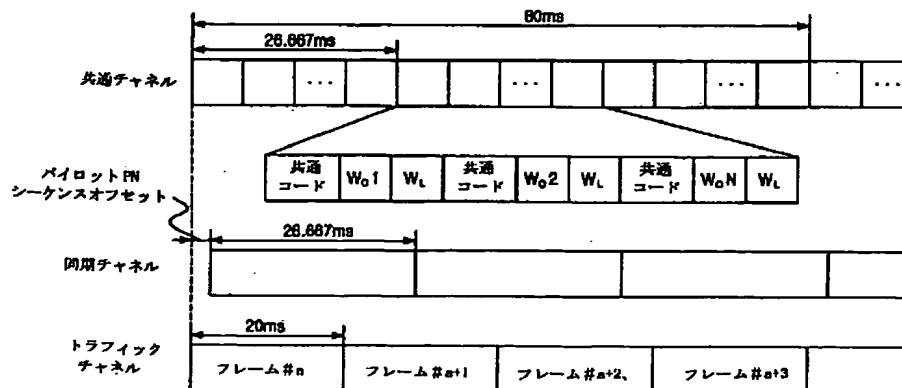 80ms
26.667ms
共通チャネル
... ... ... ...
共通コード W₀1 W_L 共通コード W₀2 W_L 共通コード W₀N W_L
パイロットPN
シーケンスオフセット
26.667ms
同期チャネル
20ms
トラフィック
チャネル
フレーム#n フレーム#n+1 フレーム#n+2、 フレーム#n+3